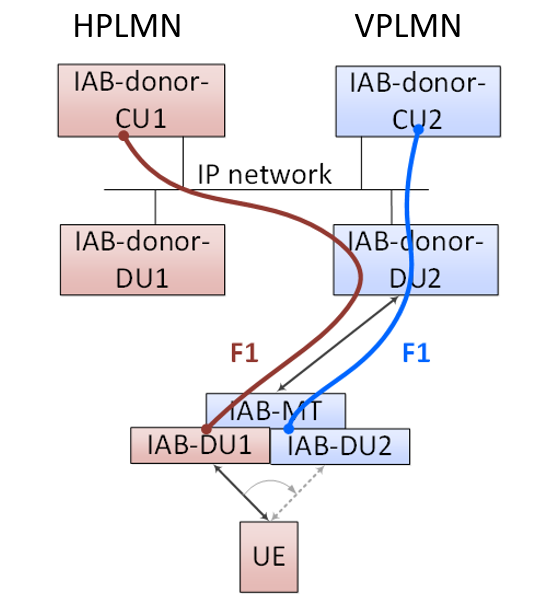 HPLMN
VPLMN
IAB-donor-
CU1
IAB-donor-
CU2
IP network
IAB-donor-
DU1
IAB-donor-
DU2
F1
F1
IAB-MT
IAB-DU1
IAB-DU2
UE